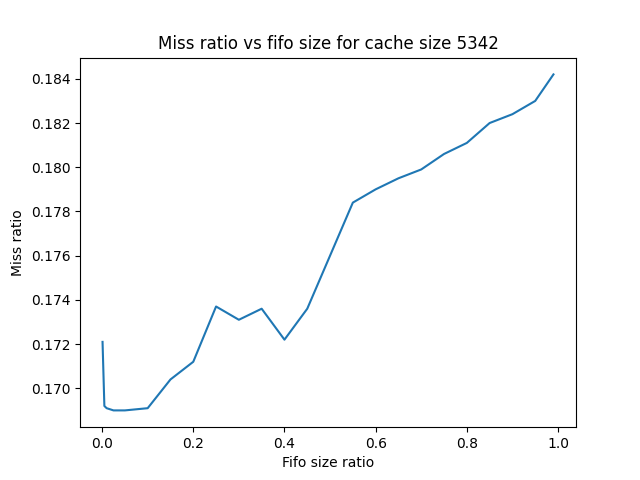 Miss ratio vs fifo size for cache size 5342
0.184
0.182
0.180
0.178
0.176
0.174
0.172
0.170
Miss ratio
0.0 0.2 0.4 0.6 0.8 1.0
Fifo size ratio